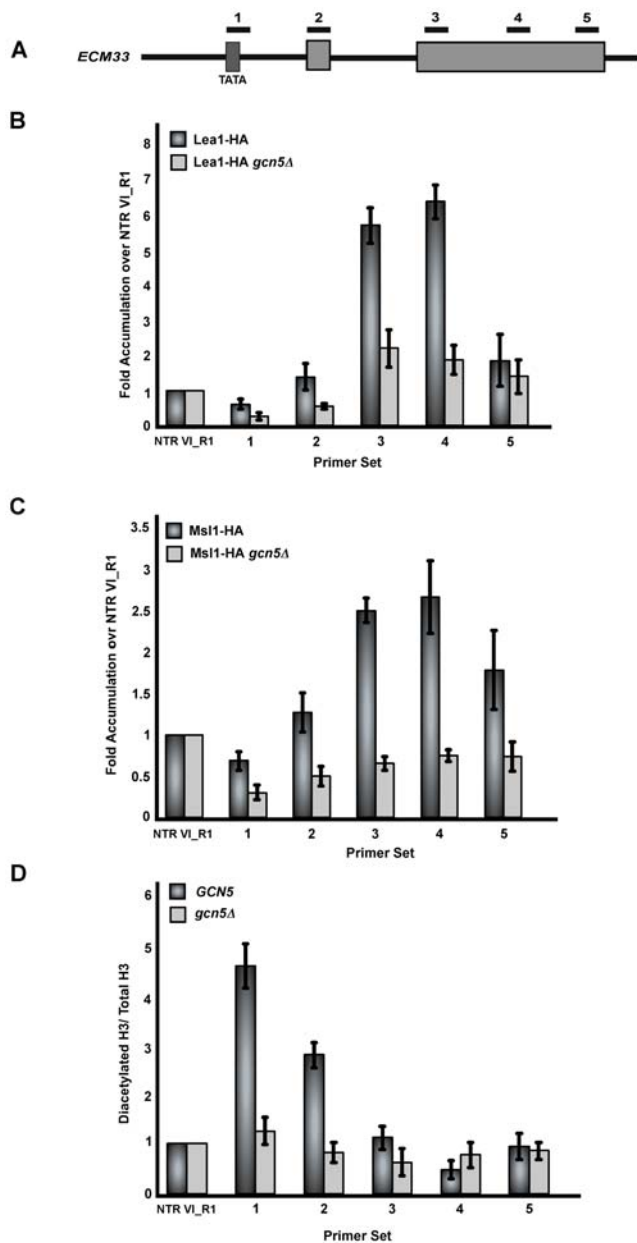 1 2 3 4 5
A
ECM33
TATA
B
Lea1-HA
Lea1-HA gcn5Δ
Fold Accumulation over NTR VI_R1
8
7
6
5
4
3
2
1
0
NTR VI_R1 1 2 3 4 5
Primer Set
C
Msl1-HA
Msl1-HA gcn5Δ
Fold Accumulation ovr NTR VI_R1
3.5
3
2.5
2
1.5
1
0.5
0
NTR VI_R1 1 2 3 4 5
Primer Set
D
GCN5
gcn5Δ
Diacetylated H3/ Total H3
6
5
4
3
2
1
0
NTR VI_R1 1 2 3 4 5
Primer Set